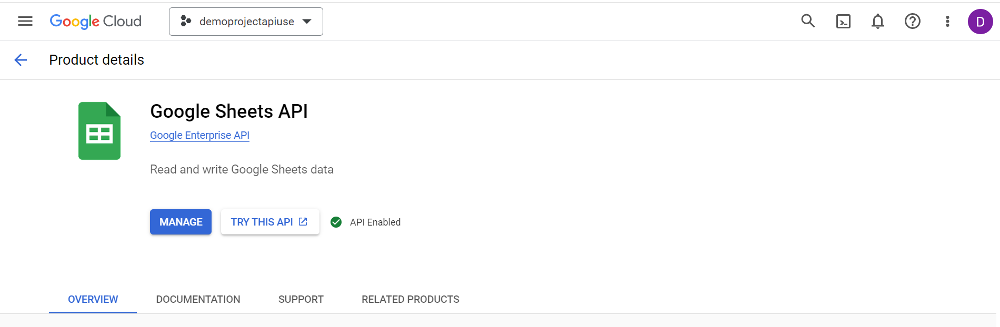 Google Cloud
demoprojectapiuse
D
Product details
Google Sheets API
Google Enterprise API
Read and write Google Sheets data
MANAGE
TRY THIS API
API Enabled
OVERVIEW
DOCUMENTATION
SUPPORT
RELATED PRODUCTS